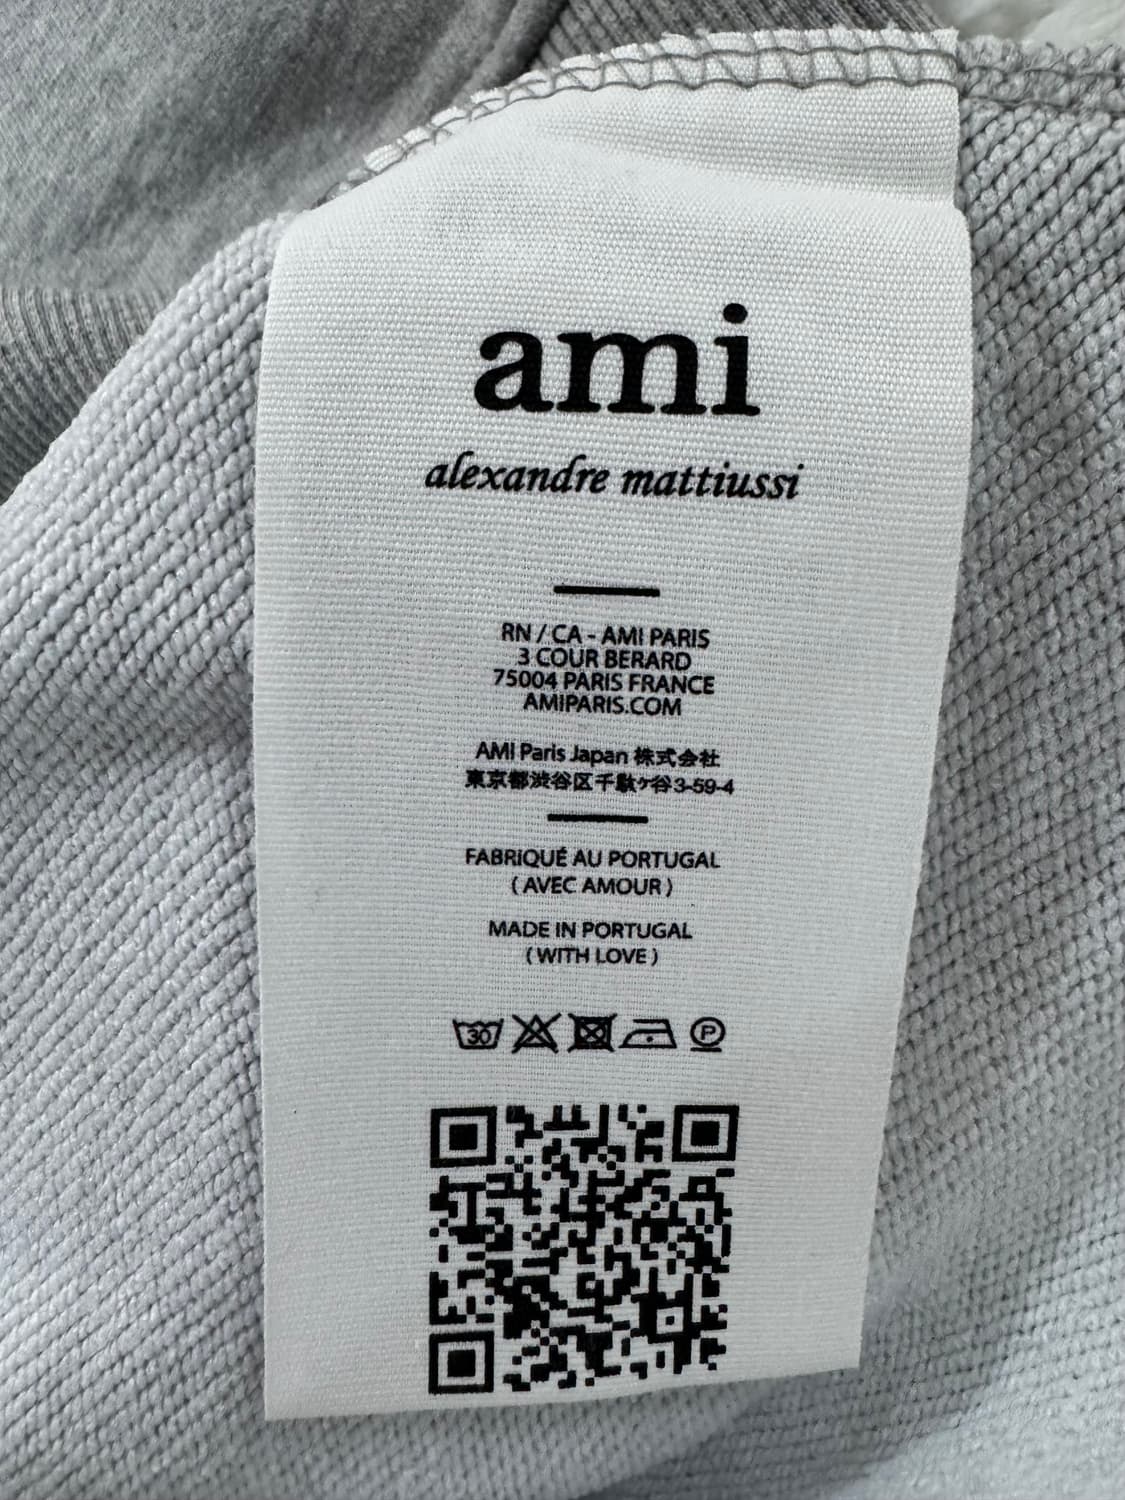 ami
alexandre mattiussi
RN / CA - AMI PARIS
3 COUR BERARD
75004 PARIS FRANCE
AMIPARIS.COM
AMI Paris Japan 株式会社
東京都渋谷区千駄ヶ谷3-59-4
FABRIQUÉ AU PORTUGAL
( AVEC AMOUR )
MADE IN PORTUGAL
( WITH LOVE )
30 P